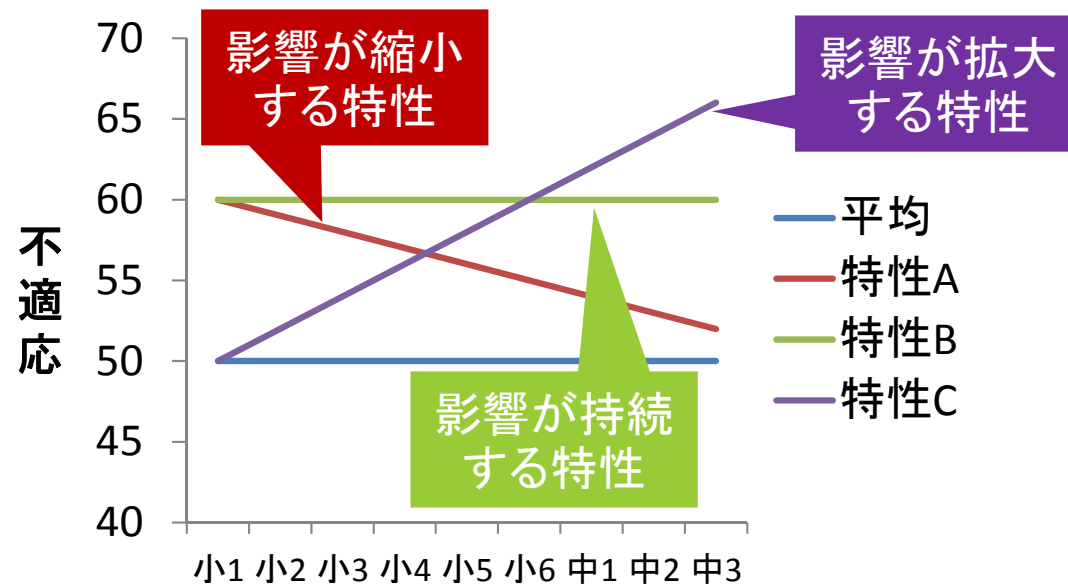 70
65
60
55
50
45
40
不適応
小1 小2 小3 小4 小5 小6 中1 中2 中3
影響が縮小
する特性
影響が拡大
する特性
影響が持続
する特性
平均
特性A
特性B
特性C